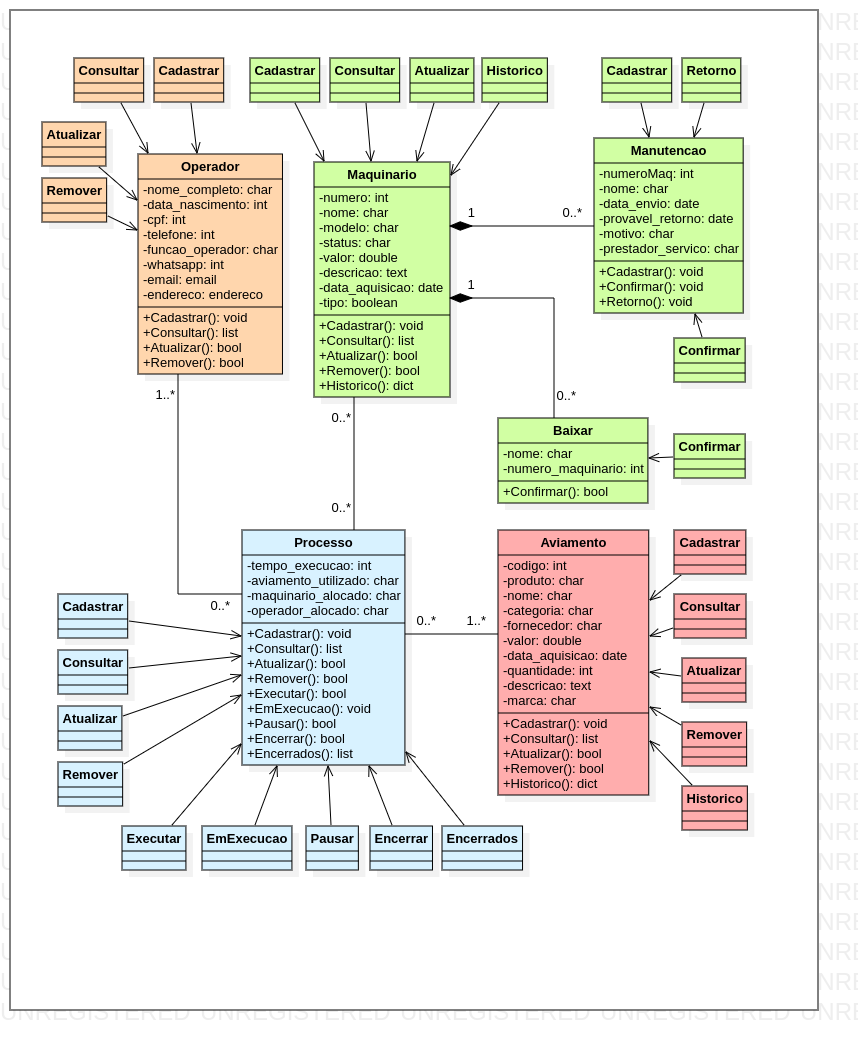 Consultar
Cadastrar
Atualizar
Remover
Operador
-nome_completo: char
-data_nascimento: int
-cpf: int
-telefone: int
-funcao_operador: char
-whatsapp: int
-email: email
-endereco: endereco
+Cadastrar(): void
+Consultar(): list
+Atualizar(): bool
+Remover(): bool
Cadastrar
Consultar
Atualizar
Historico
Maquinario
-numero: int
-nome: char
-modelo: char
-status: char
-valor: double
-descricao: text
-data_aquisicao: date
-tipo: boolean
+Cadastrar(): void
+Consultar(): list
+Atualizar(): bool
+Remover(): bool
+Historico(): dict
1
0..*
1
0..*
Cadastrar
Retorno
Manutencao
-numeroMaq: int
-nome: char
-data_envio: date
-provavel_retorno: date
-motivo: char
-prestador_servico: char
+Cadastrar(): void
+Confirmar(): void
+Retorno(): void
Confirmar
Baixar
-nome: char
-numero_maquinario: int
+Confirmar(): bool
Confirmar
1..*
0..*
0..*
0..*
Processo
-tempo_execucao: int
-aviamento_utilizado: char
-maquinario_alocado: char
-operador_alocado: char
+Cadastrar(): void
+Consultar(): list
+Atualizar(): bool
+Remover(): bool
+Executar(): bool
+EmExecucao(): void
+Pausar(): bool
+Encerrar(): bool
+Encerrados(): list
Cadastrar
Consultar
Atualizar
Remover
Executar
EmExecucao
Pausar
Encerrar
Encerrados
0..*
1..*
Aviamento
-codigo: int
-produto: char
-nome: char
-categoria: char
-fornecedor: char
-valor: double
-data_aquisicao: date
-quantidade: int
-descricao: text
-marca: char
+Cadastrar(): void
+Consultar(): list
+Atualizar(): bool
+Remover(): bool
+Historico(): dict
Cadastrar
Consultar
Atualizar
Remover
Historico
UNREGISTERED UNREGISTERED UNREGISTERED UNREGISTERED UNRE